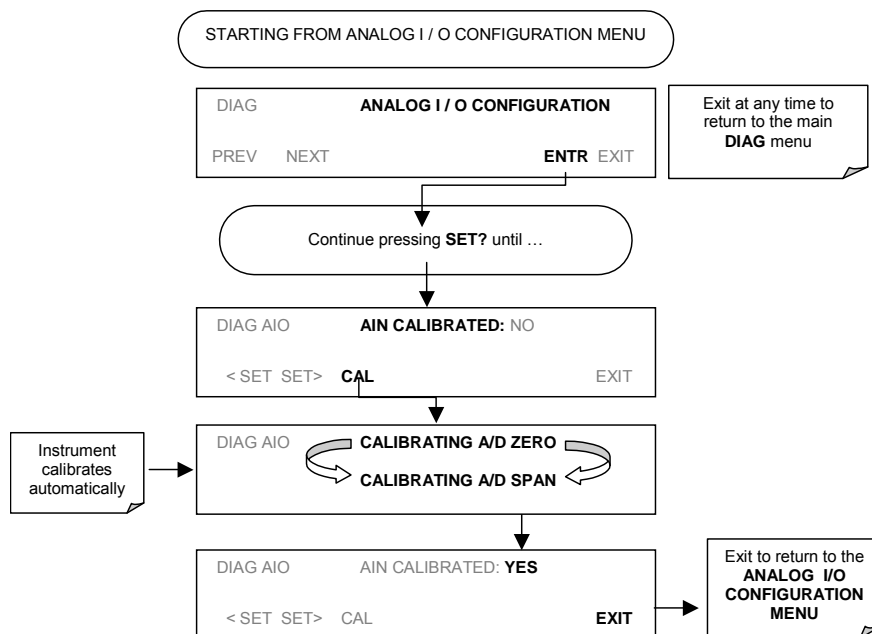 STARTING FROM ANALOG I / O CONFIGURATION MENU
DIAG ANALOG I / O CONFIGURATION
PREV NEXT ENTR EXIT
Exit at any time to
return to the main
DIAG menu
Continue pressing SET? until …
DIAG AIO AIN CALIBRATED: NO
< SET SET> CAL EXIT
Instrument
calibrates
automatically
DIAG AIO CALIBRATING A/D ZERO
CALIBRATING A/D SPAN
DIAG AIO AIN CALIBRATED: YES
< SET SET> CAL EXIT
Exit to return to the
ANALOG I/O
CONFIGURATION
MENU